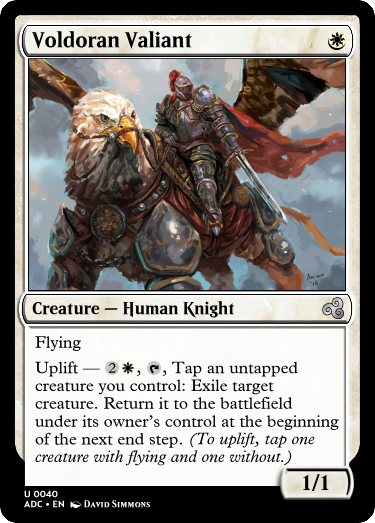 Voldoran Valiant
Creature — Human Knight
Flying
Uplift — 2, Tap an untapped
creature you control: Exile target
creature. Return it to the battlefield
under its owner's control at the beginning
of the next end step. (To uplift, tap one
creature with flying and one without.)
1/1
U 0040
ADC • EN David Simmons